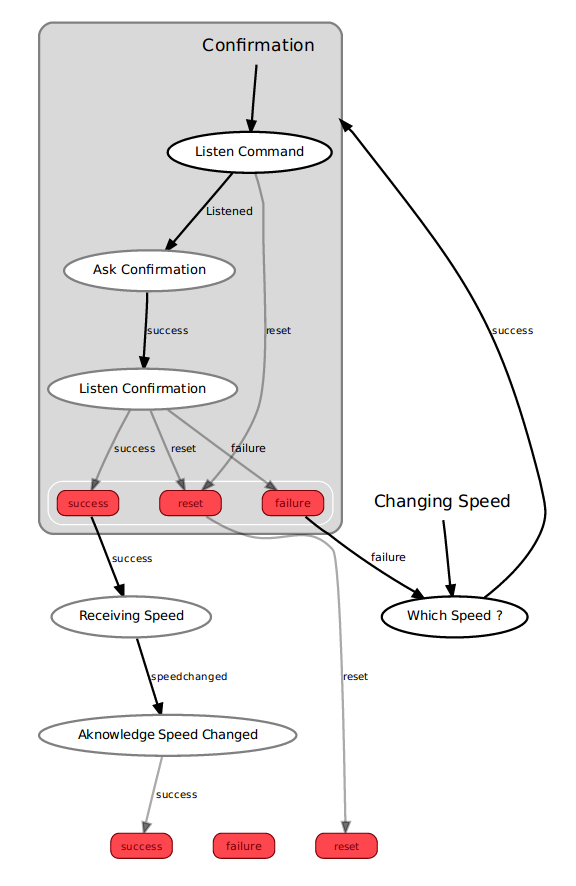 Confirmation
Listen Command
Listened
Ask Confirmation
success
reset
success
Listen Confirmation
success
reset
failure
success
reset
failure
Changing Speed
success
failure
Receiving Speed
Which Speed ?
speedchanged
reset
Aknowledge Speed Changed
success
success
failure
reset